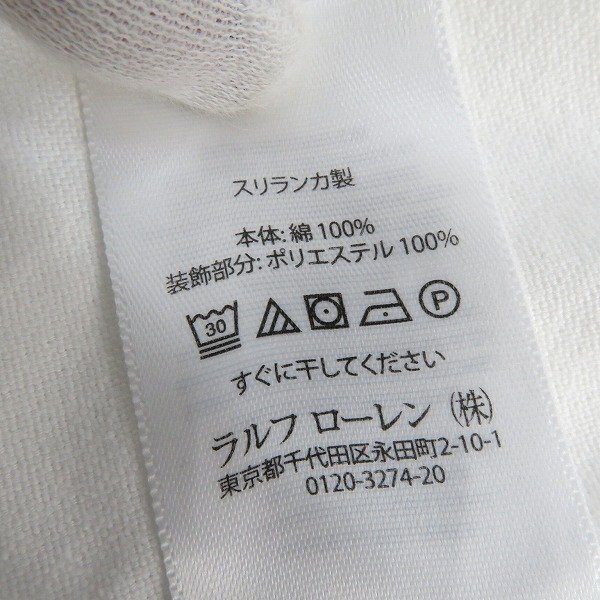 スリランカ製
本体: 綿 100%
装飾部分: ポリエステル 100%
30 P
すぐに干してください
ラルフ ローレン (株)
東京都千代田区永田町2-10-1
0120-3274-20